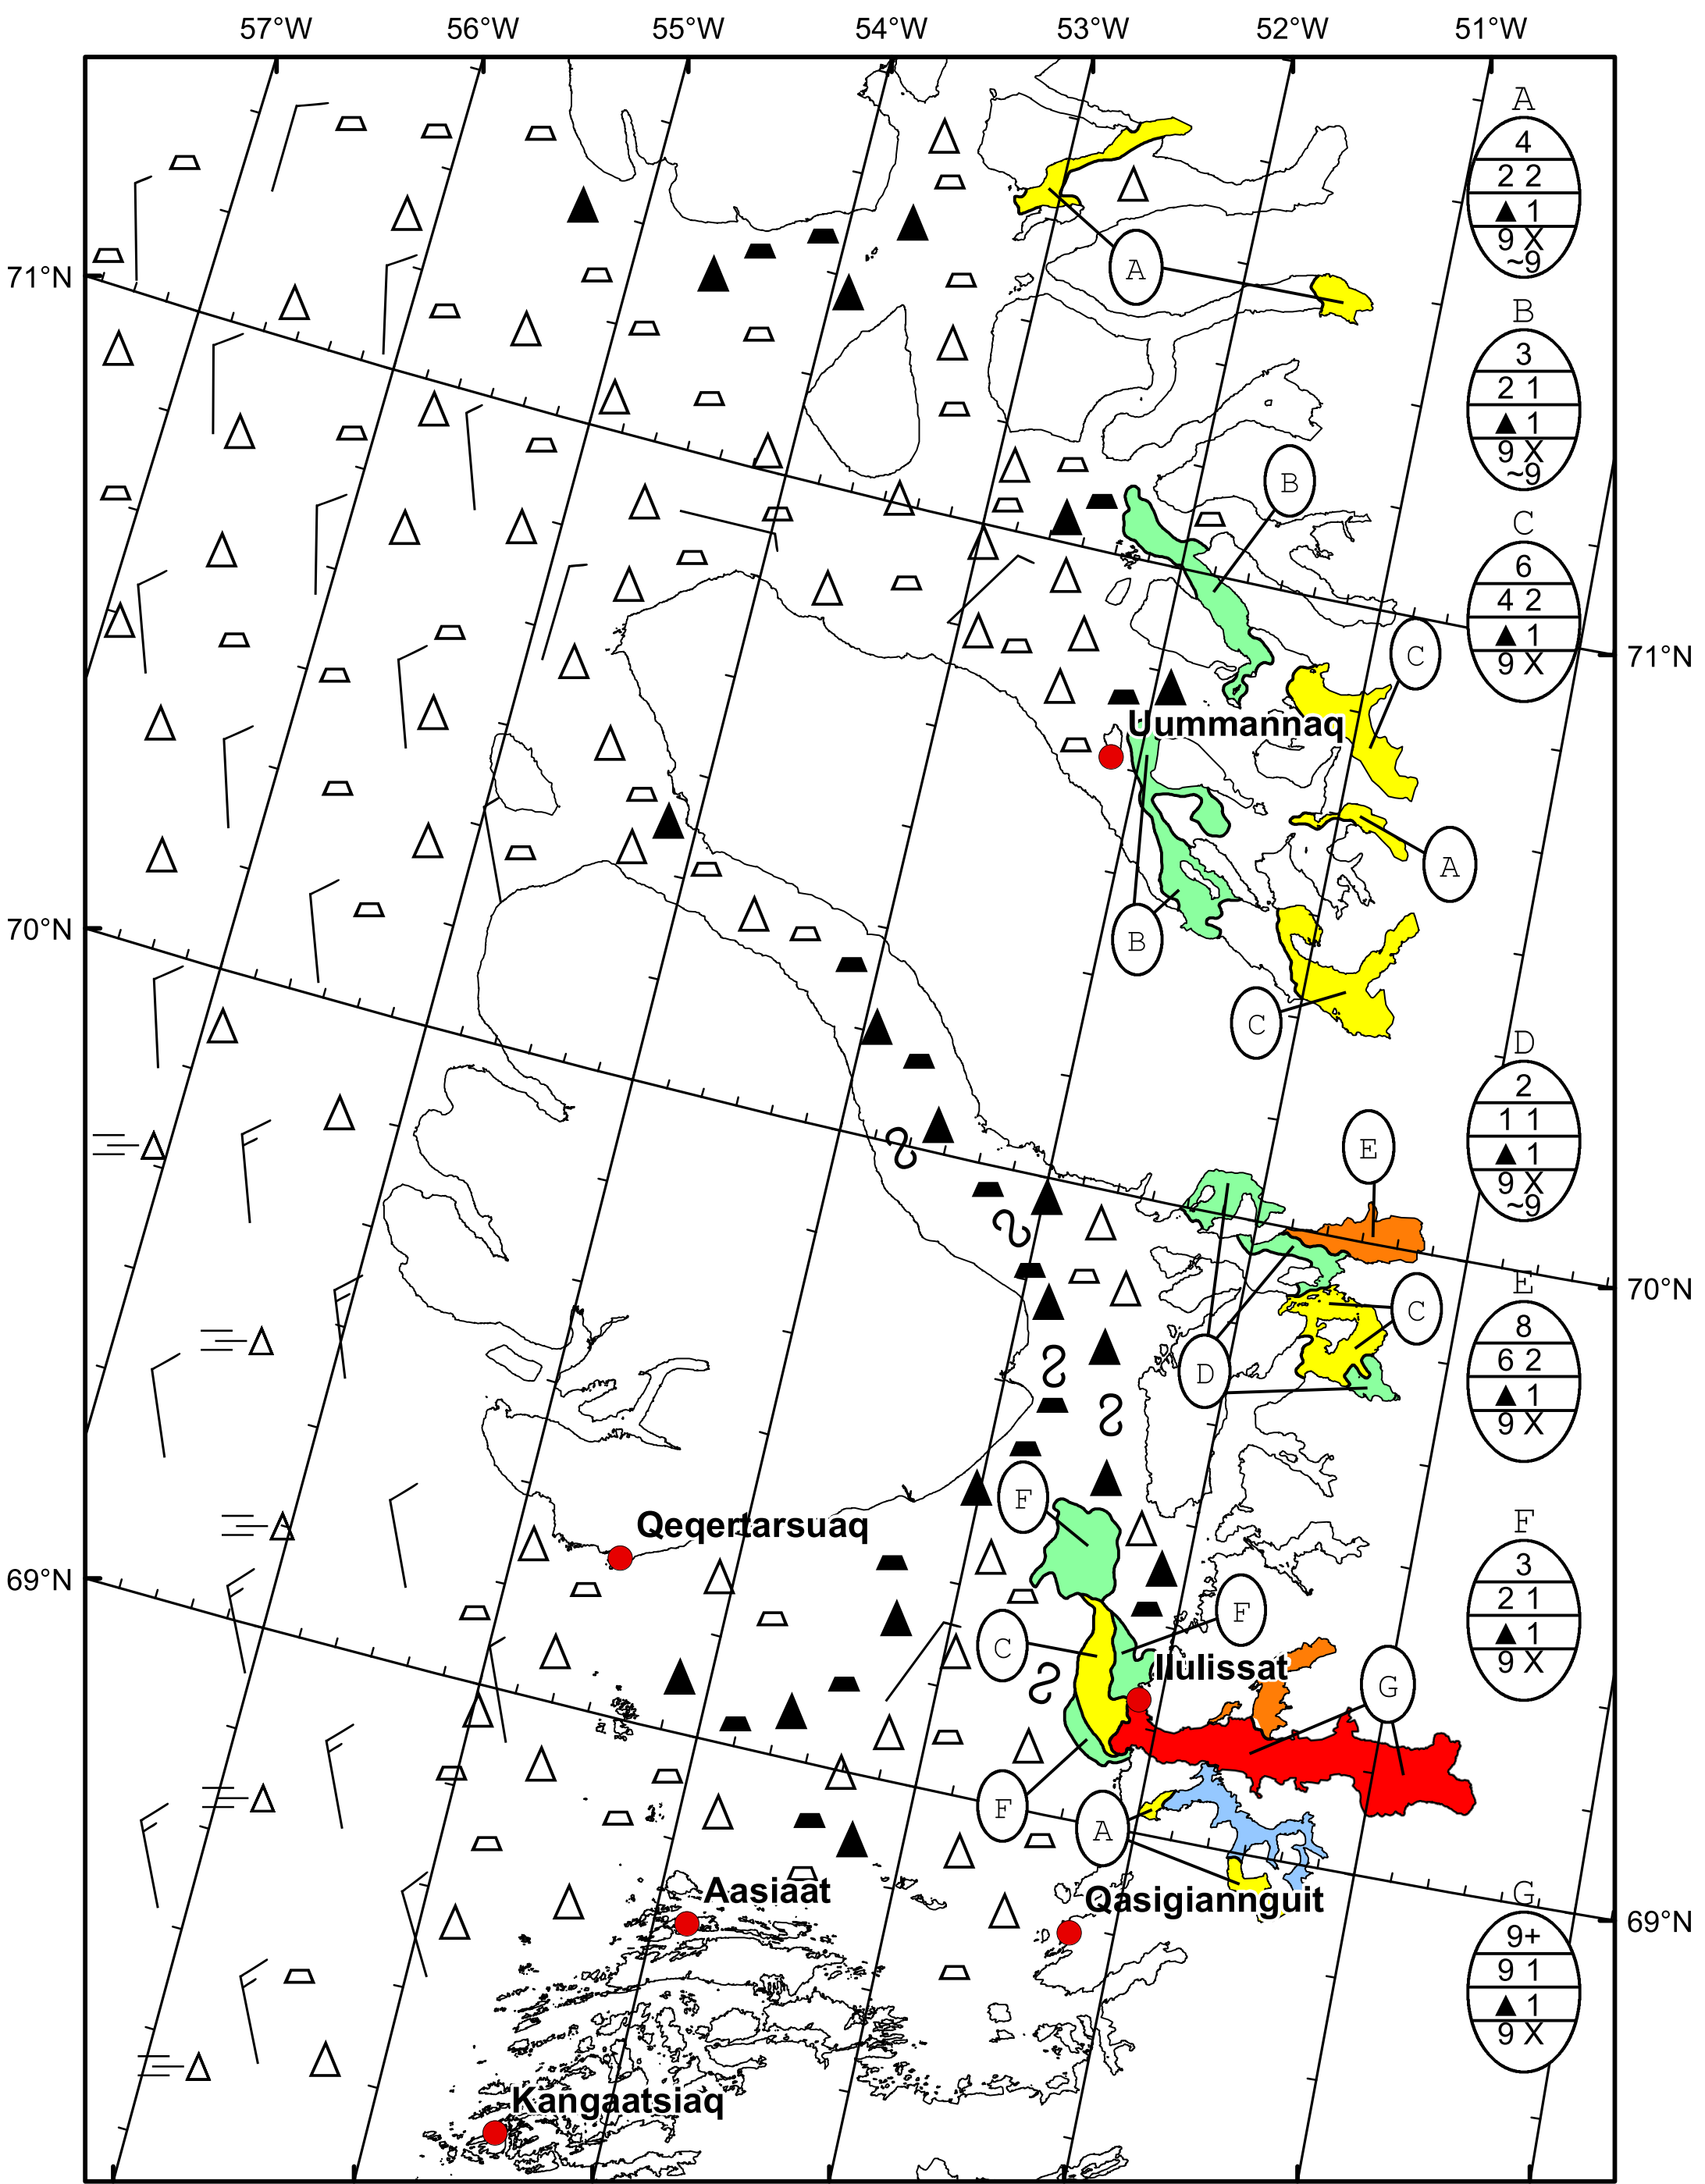 57°W 56°W 55°W 54°W 53°W 52°W 51°W
A
4
2 2
▲ 1
9 X
~9
A
71°N
B
3
2 1
▲ 1
9 X
~9
B
C
6
4 2
▲ 1
9 X
C
71°N
Uummannaq
A
70°N
B
C
D
2
1 1
▲ 1
9 X
~9
E
70°N
E
8
6 2
▲ 1
9 X
C
D
F
Qeqertarsuaq
69°N
F
3
2 1
▲ 1
9 X
F
C
Ilulissat
G
F
A
Aasiaat
Qasigiannguit
69°N
G
9+
9 1
▲ 1
9 X
Kangaatsiaq